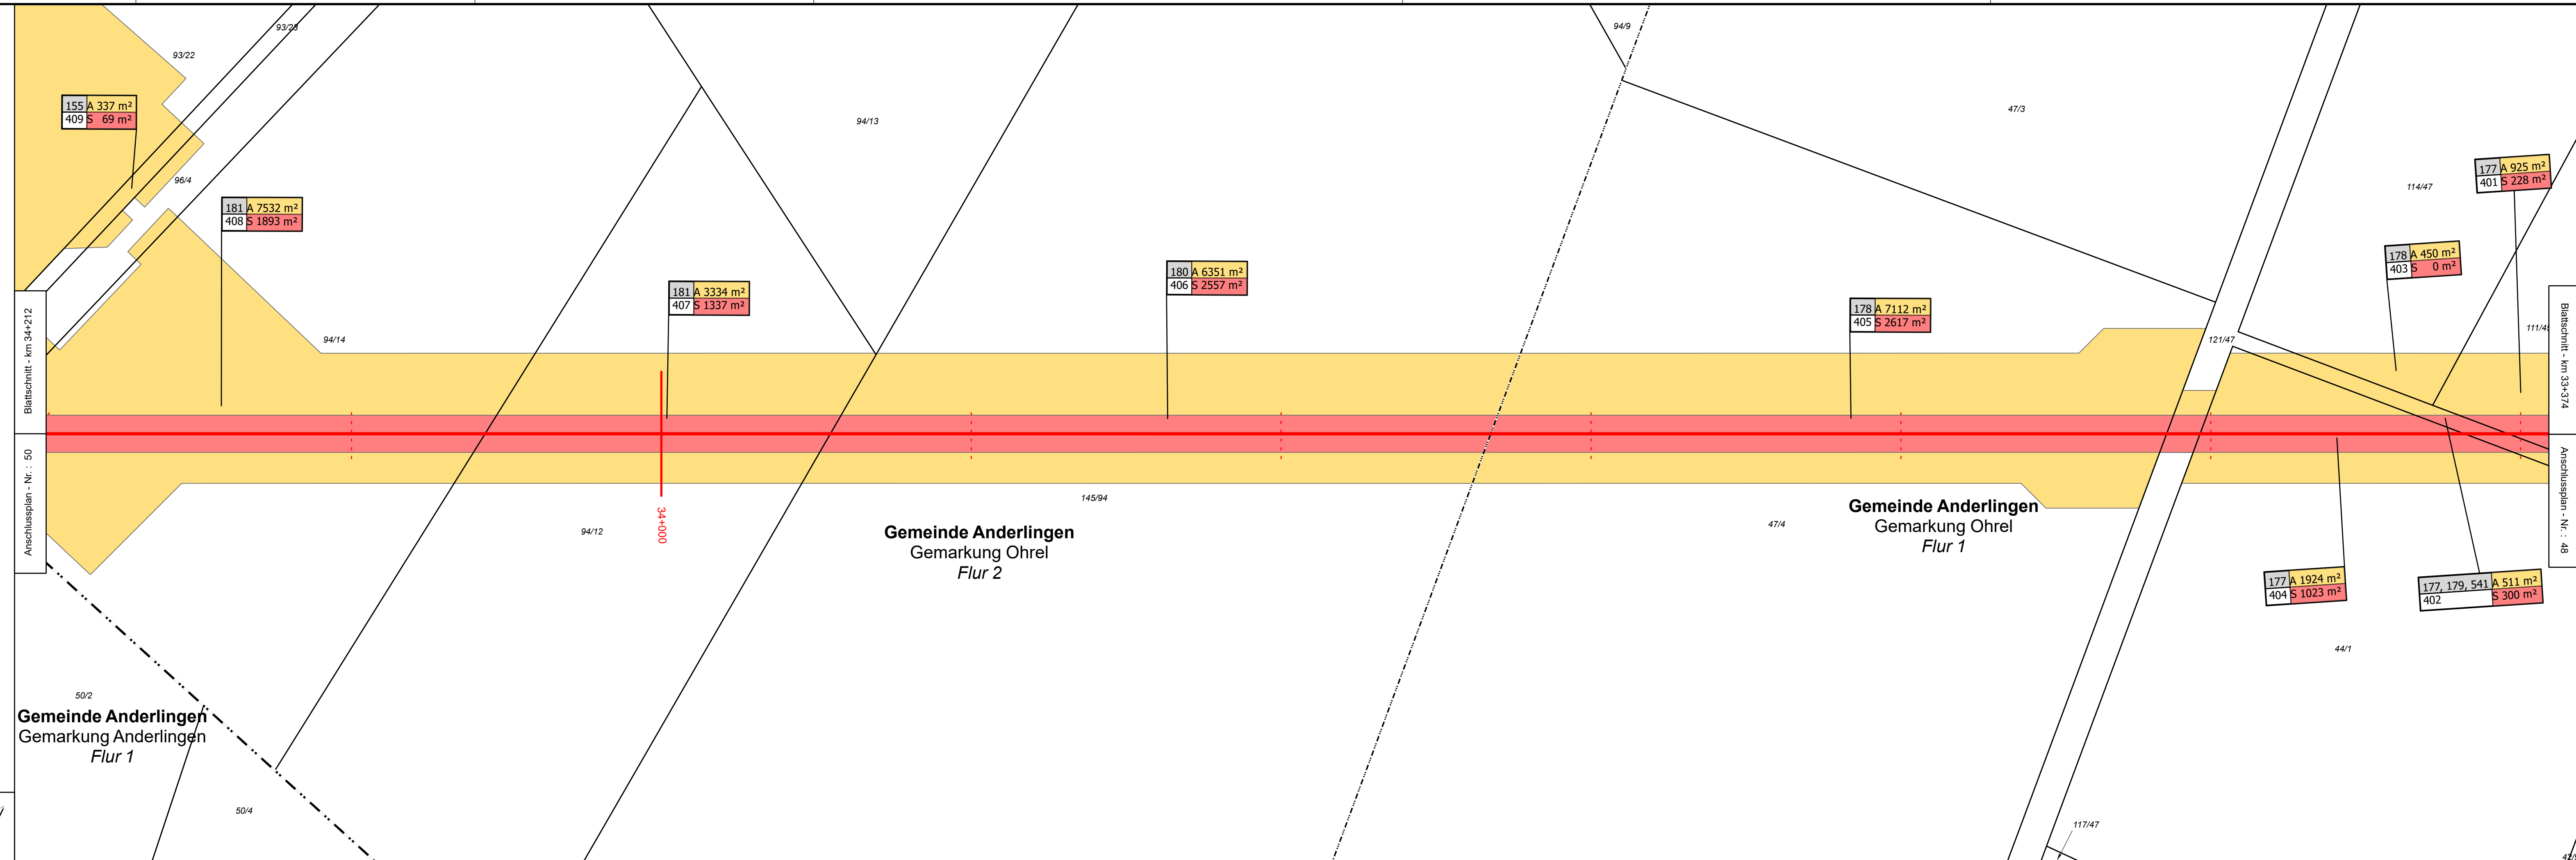 93/23
93/22
94/9
155 A 337 m²
409 S 69 m²
94/13
47/3
177 A 925 m²
401 S 228 m²
96/4
114/47
181 A 7532 m²
408 S 1893 m²
178 A 450 m²
403 S 0 m²
180 A 6351 m²
406 S 2557 m²
181 A 3334 m²
407 S 1337 m²
178 A 7112 m²
405 S 2617 m²
Blattschnitt - km 34+212
Anschlussplan - Nr. : 50
94/14
121/47
Blattschnitt - km 33+374
Anschlussplan - Nr. : 48
34+000
94/12
145/94
47/4
Gemeinde Anderlingen
Gemarkung Ohrel
Flur 2
Gemeinde Anderlingen
Gemarkung Ohrel
Flur 1
177 A 1924 m²
404 S 1023 m²
177, 179, 541 A 511 m²
402 S 300 m²
44/1
50/2
Gemeinde Anderlingen
Gemarkung Anderlingen
Flur 1
50/4
117/47